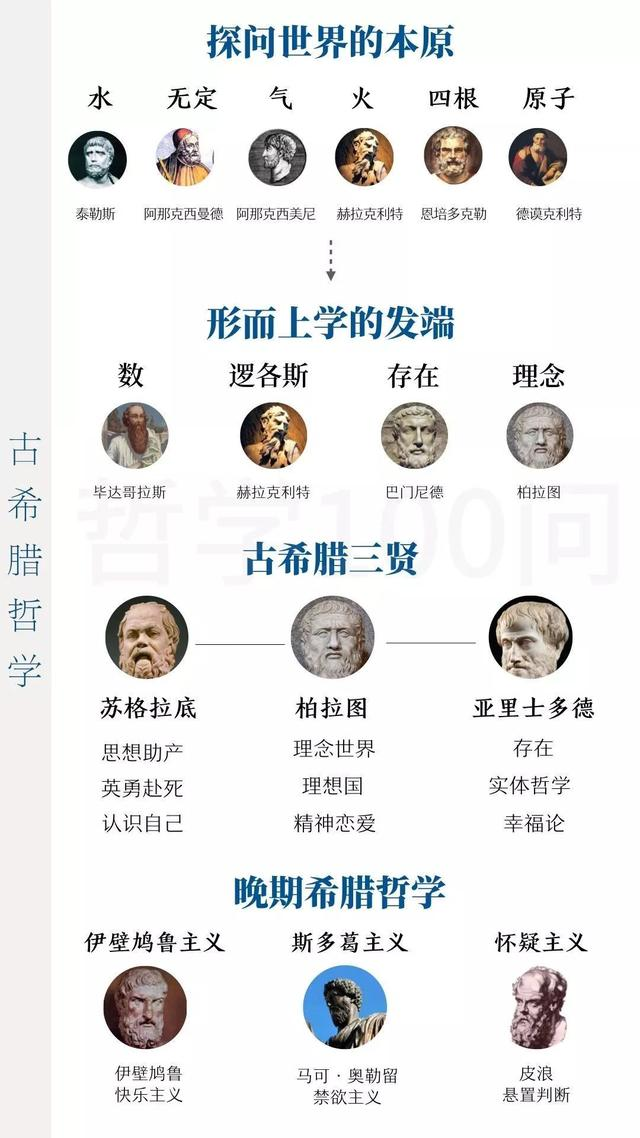 古希腊哲学
探问世界的本原
水 无定 气 火 四根 原子
泰勒斯 阿那克西曼德 阿那克西美尼 赫拉克利特 恩培多克勒 德谟克利特
形而上学的发端
数 逻各斯 存在 理念
毕达哥拉斯 赫拉克利特 巴门尼德 柏拉图
哲学100问
古希腊三贤
苏格拉底 柏拉图 亚里士多德
思想助产 理念世界 存在
英勇赴死 理想国 实体哲学
认识自己 精神恋爱 幸福论
晚期希腊哲学
伊壁鸠鲁主义 斯多葛主义 怀疑主义
伊壁鸠鲁 马可·奥勒留 皮浪
快乐主义 禁欲主义 悬置判断